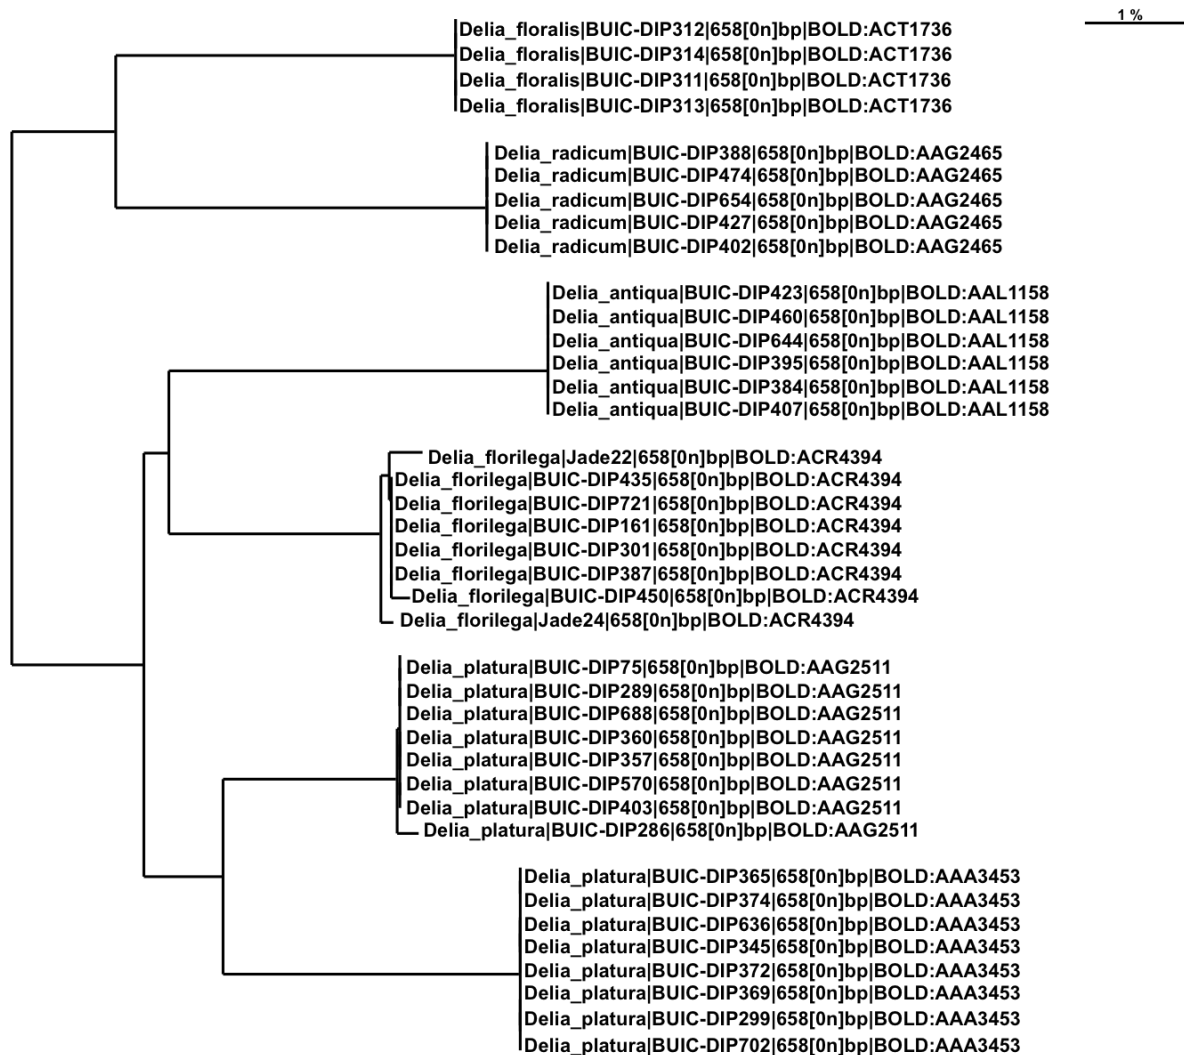 1 %
Delia_floralis|BUIC-DIP312|658[0n]bp|BOLD:ACT1736
Delia_floralis|BUIC-DIP314|658[0n]bp|BOLD:ACT1736
Delia_floralis|BUIC-DIP311|658[0n]bp|BOLD:ACT1736
Delia_floralis|BUIC-DIP313|658[0n]bp|BOLD:ACT1736
Delia_radicum|BUIC-DIP388|658[0n]bp|BOLD:AAG2465
Delia_radicum|BUIC-DIP474|658[0n]bp|BOLD:AAG2465
Delia_radicum|BUIC-DIP654|658[0n]bp|BOLD:AAG2465
Delia_radicum|BUIC-DIP427|658[0n]bp|BOLD:AAG2465
Delia_radicum|BUIC-DIP402|658[0n]bp|BOLD:AAG2465
Delia_antiqua|BUIC-DIP423|658[0n]bp|BOLD:AAL1158
Delia_antiqua|BUIC-DIP460|658[0n]bp|BOLD:AAL1158
Delia_antiqua|BUIC-DIP644|658[0n]bp|BOLD:AAL1158
Delia_antiqua|BUIC-DIP395|658[0n]bp|BOLD:AAL1158
Delia_antiqua|BUIC-DIP384|658[0n]bp|BOLD:AAL1158
Delia_antiqua|BUIC-DIP407|658[0n]bp|BOLD:AAL1158
Delia_florilega|Jade22|658[0n]bp|BOLD:ACR4394
Delia_florilega|BUIC-DIP435|658[0n]bp|BOLD:ACR4394
Delia_florilega|BUIC-DIP721|658[0n]bp|BOLD:ACR4394
Delia_florilega|BUIC-DIP161|658[0n]bp|BOLD:ACR4394
Delia_florilega|BUIC-DIP301|658[0n]bp|BOLD:ACR4394
Delia_florilega|BUIC-DIP387|658[0n]bp|BOLD:ACR4394
Delia_florilega|BUIC-DIP450|658[0n]bp|BOLD:ACR4394
Delia_florilega|Jade24|658[0n]bp|BOLD:ACR4394
Delia_platura|BUIC-DIP75|658[0n]bp|BOLD:AAG2511
Delia_platura|BUIC-DIP289|658[0n]bp|BOLD:AAG2511
Delia_platura|BUIC-DIP688|658[0n]bp|BOLD:AAG2511
Delia_platura|BUIC-DIP360|658[0n]bp|BOLD:AAG2511
Delia_platura|BUIC-DIP357|658[0n]bp|BOLD:AAG2511
Delia_platura|BUIC-DIP570|658[0n]bp|BOLD:AAG2511
Delia_platura|BUIC-DIP403|658[0n]bp|BOLD:AAG2511
Delia_platura|BUIC-DIP286|658[0n]bp|BOLD:AAG2511
Delia_platura|BUIC-DIP365|658[0n]bp|BOLD:AAA3453
Delia_platura|BUIC-DIP374|658[0n]bp|BOLD:AAA3453
Delia_platura|BUIC-DIP636|658[0n]bp|BOLD:AAA3453
Delia_platura|BUIC-DIP345|658[0n]bp|BOLD:AAA3453
Delia_platura|BUIC-DIP372|658[0n]bp|BOLD:AAA3453
Delia_platura|BUIC-DIP369|658[0n]bp|BOLD:AAA3453
Delia_platura|BUIC-DIP299|658[0n]bp|BOLD:AAA3453
Delia_platura|BUIC-DIP702|658[0n]bp|BOLD:AAA3453